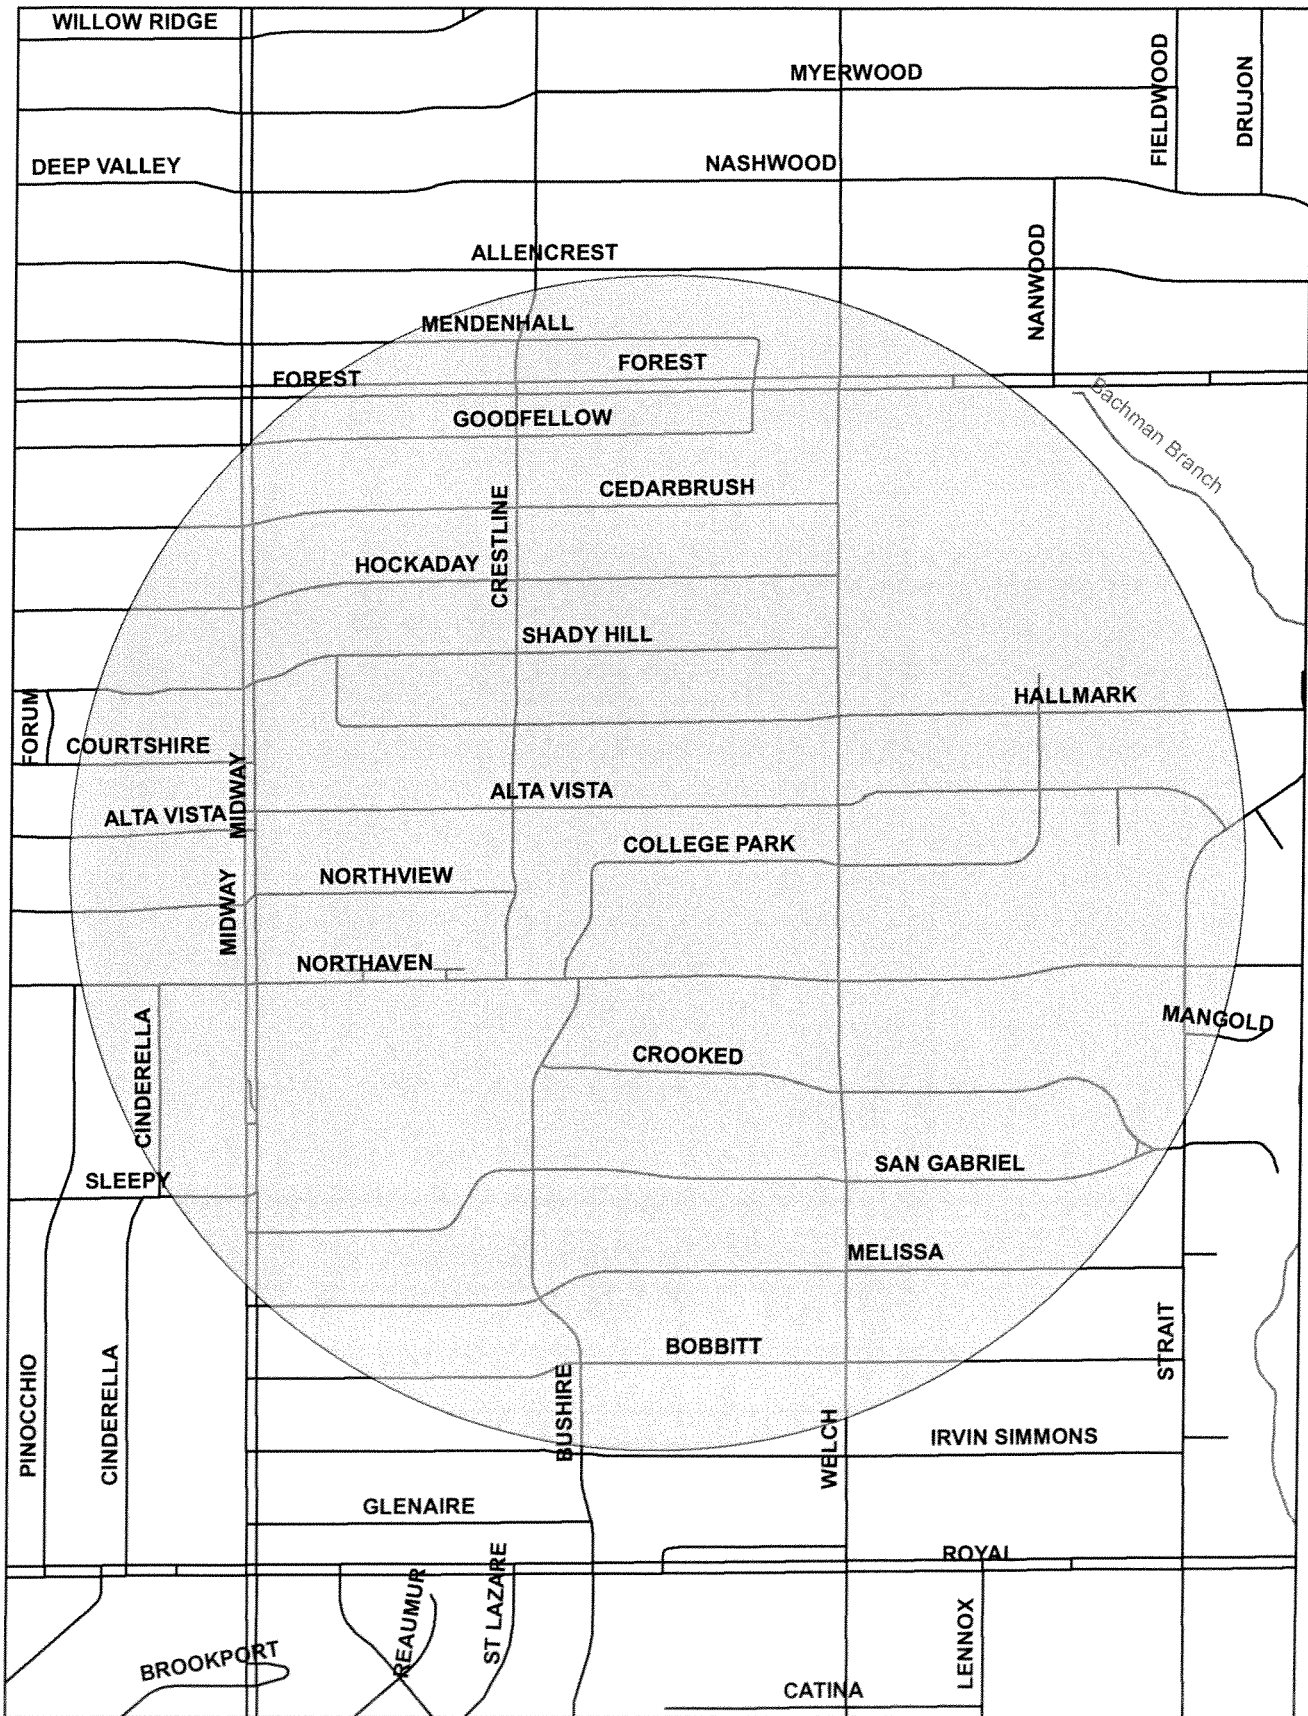 WILLOW RIDGE
MYERWOOD
FIELDWOOD
DRUJON
DEEP VALLEY
NASHWOOD
ALLENCREST
NANWOOD
MENDENHALL
FOREST
FOREST
GOODFELLOW
Bachman Branch
CEDARBRUSH
CRESTLINE
HOCKADAY
SHADY HILL
HALLMARK
FORUM
COURTSHIRE
MIDWAY
ALTA VISTA
ALTA VISTA
COLLEGE PARK
NORTHVIEW
MIDWAY
NORTHAVEN
MANGOLD
CINDERELLA
CROOKED
SAN GABRIEL
SLEEPY
MELISSA
STRAIT
BOBBITT
PINOCCHIO
CINDERELLA
BUSHIRE
WELCH
IRVIN SIMMONS
GLENAIRE
ROYAL
REAUMUR
ST LAZARE
LENNOX
BROOKPORT
CATINA